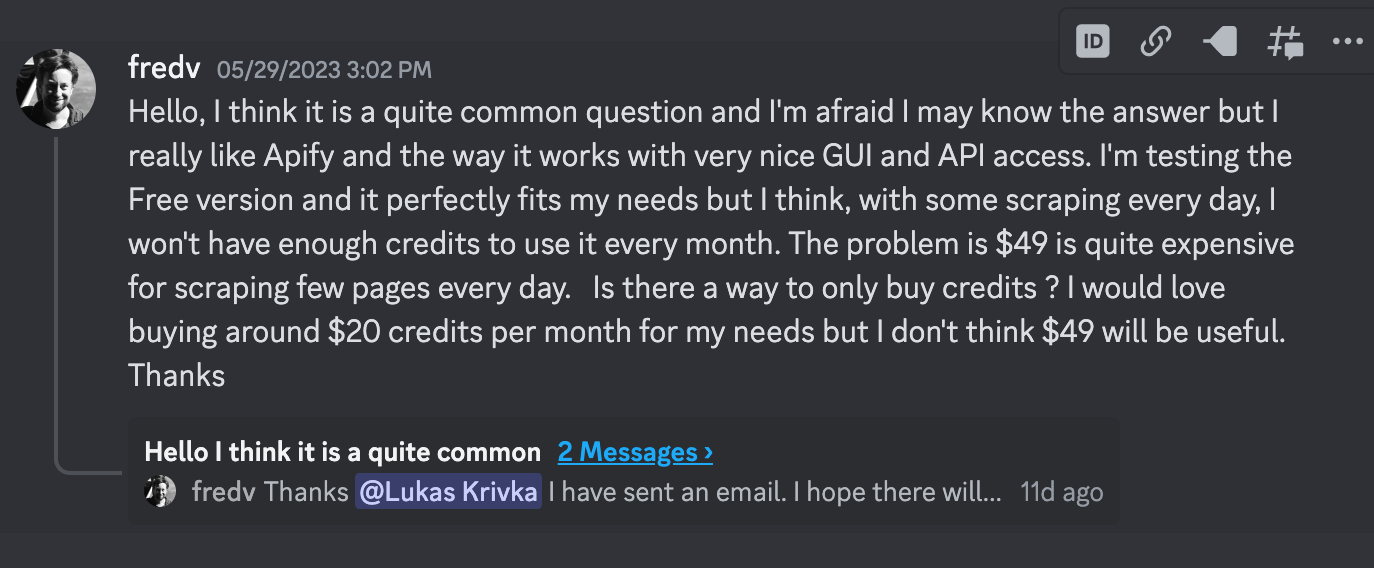 ID
fredv 05/29/2023 3:02 PM
Hello, I think it is a quite common question and I'm afraid I may know the answer but I
really like Apify and the way it works with very nice GUI and API access. I'm testing the
Free version and it perfectly fits my needs but I think, with some scraping every day, I
won't have enough credits to use it every month. The problem is $49 is quite expensive
for scraping few pages every day.   Is there a way to only buy credits ? I would love
buying around $20 credits per month for my needs but I don't think $49 will be useful.
Thanks
Hello I think it is a quite common 2 Messages ›
fredv Thanks @Lukas Krivka I have sent an email. I hope there will... 11d ago